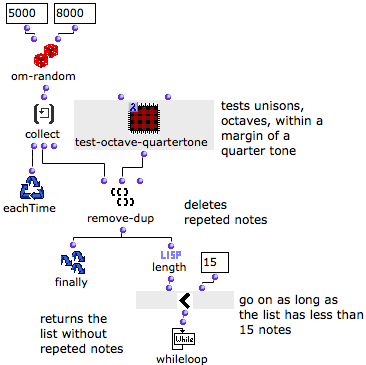 5000
8000
om-random
collect
test-octave-quartertone
tests unisons,
octaves, within a
margin of a
quarter tone
eachTime
remove-dup
deletes
repeted notes
finally
LISP
length
15
<
go on as long as
the list has less than
15 notes
returns the
list without
repeted notes
While
whileloop